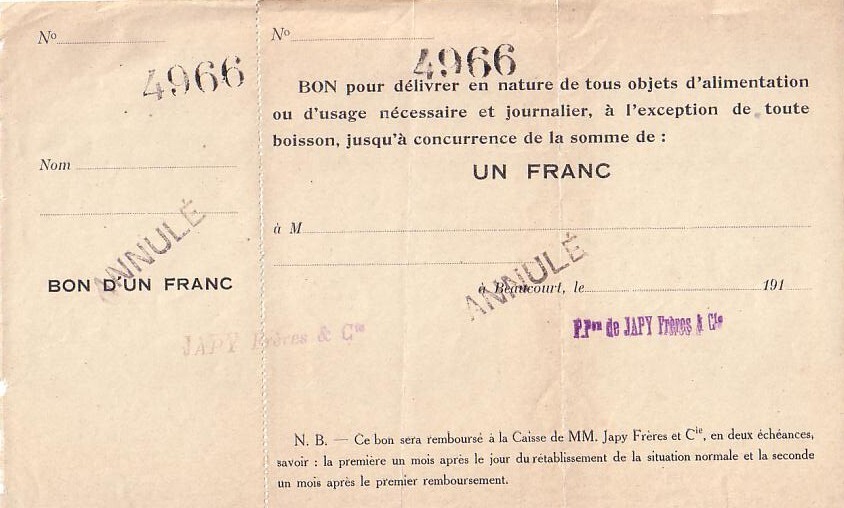 No
4966
Nom
ANNULÉ
BON D'UN FRANC
JAPY Frères & Cie
No
4966
BON pour délivrer en nature de tous objets d'alimentation
ou d'usage nécessaire et journalier, à l'exception de toute
boisson, jusqu'à concurrence de la somme de :
UN FRANC
à M
ANNULÉ
à Beaucourt, le 191
P.Pon de JAPY Frères & Cie
N. B. — Ce bon sera remboursé à la Caisse de MM. Japy Frères et Cie, en deux échéances,
savoir : la première un mois après le jour du rétablissement de la situation normale et la seconde
un mois après le premier remboursement.